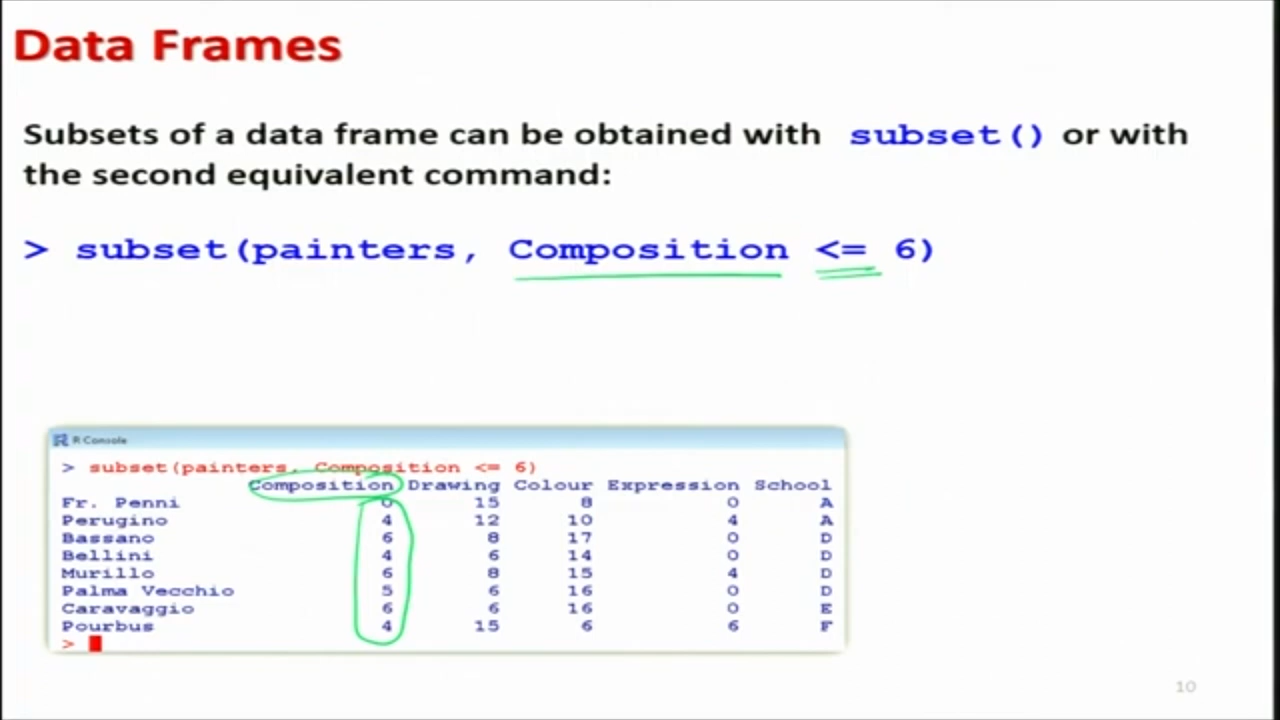 Data Frames
Subsets of a data frame can be obtained with subset() or with
the second equivalent command:
> subset(painters, Composition <= 6)
R Console
> subset(painters, Composition <= 6)
Composition Drawing Colour Expression School
Fr. Penni 0 15 8 0 A
Perugino 4 12 10 4 A
Bassano 6 8 17 0 D
Bellini 4 6 14 0 D
Murillo 6 8 15 4 D
Palma Vecchio 5 6 16 0 D
Caravaggio 6 6 16 0 E
Pourbus 4 15 6 6 F
>
10